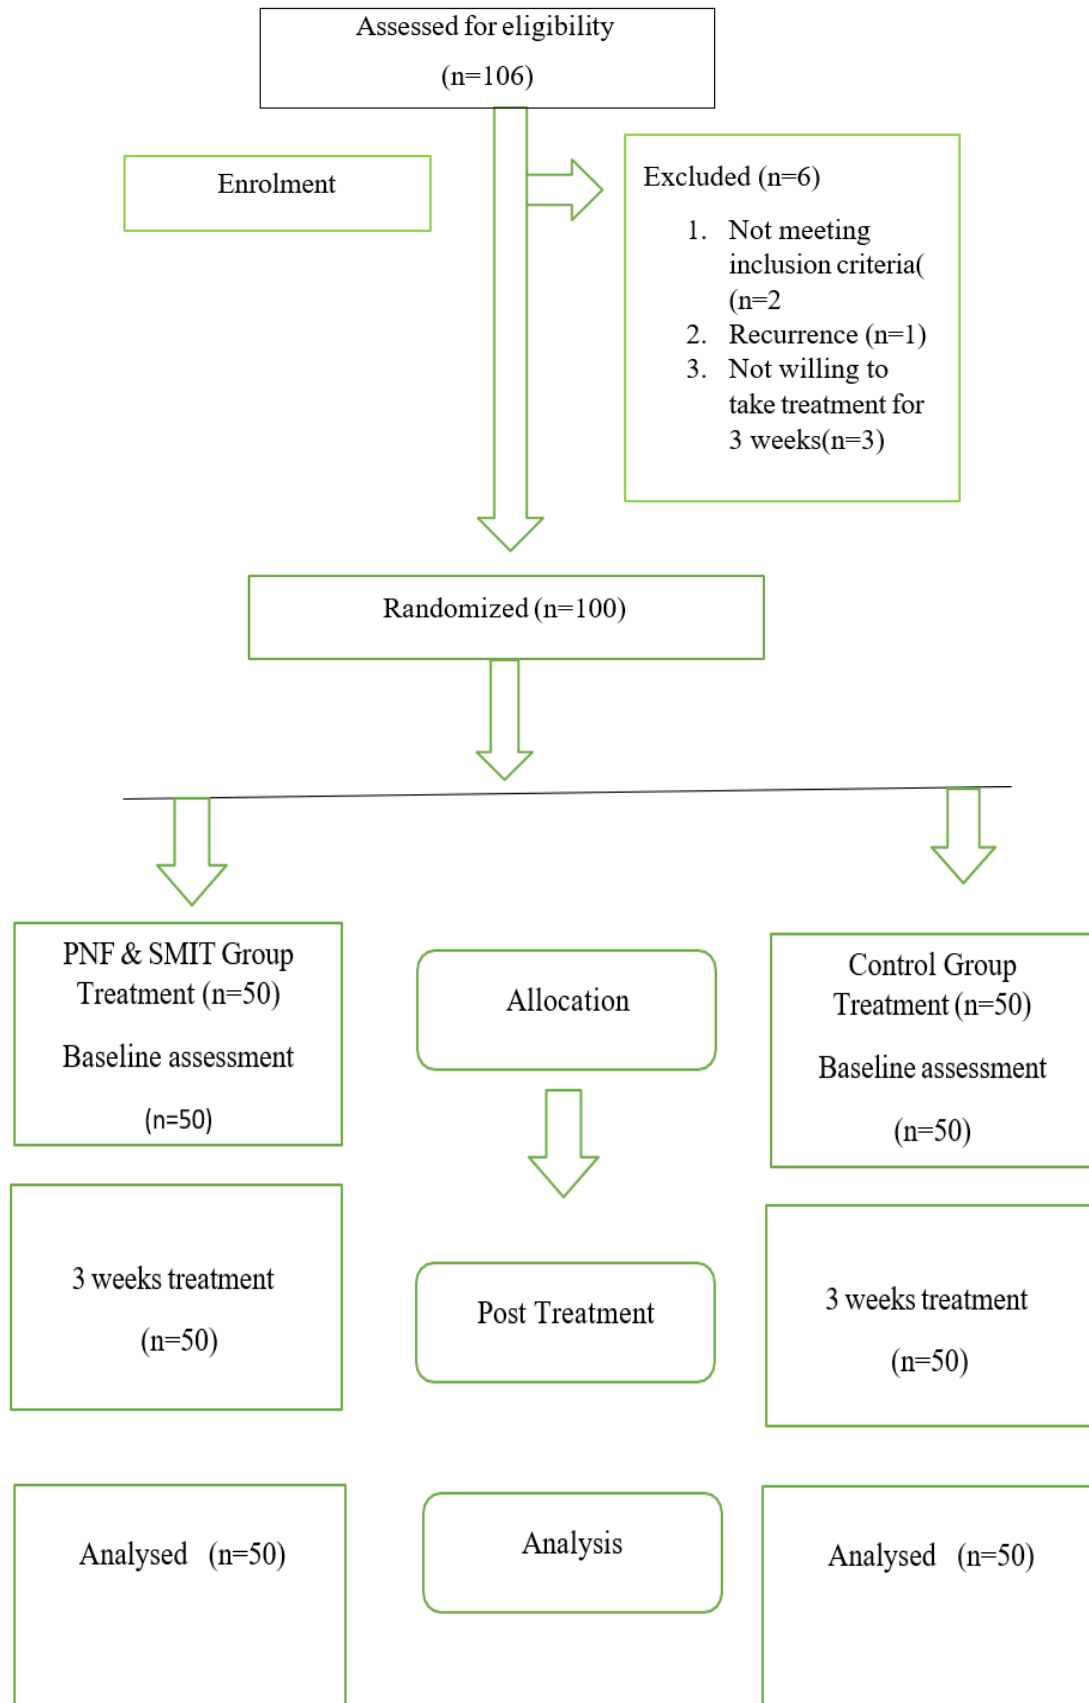 Assessed for eligibility
(n=106)
Enrolment
Excluded (n=6)
1. Not meeting
inclusion criteria(
(n=2
2. Recurrence (n=1)
3. Not willing to
take treatment for
3 weeks(n=3)
Randomized (n=100)
PNF & SMIT Group
Treatment (n=50)
Baseline assessment
(n=50)
Allocation
Control Group
Treatment (n=50)
Baseline assessment
(n=50)
3 weeks treatment
(n=50)
Post Treatment
3 weeks treatment
(n=50)
Analysed (n=50)
Analysis
Analysed (n=50)